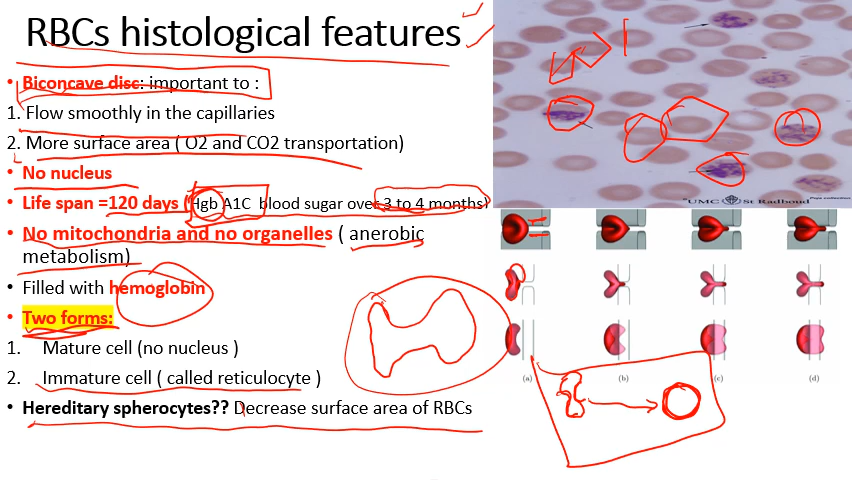 RBCs histological features
• Biconcave disc: important to :
1. Flow smoothly in the capillaries
2. More surface area ( O2 and CO2 transportation)
• No nucleus
• Life span =120 days (Hgb A1C blood sugar over 3 to 4 months)
• No mitochondria and no organelles ( anerobic
metabolism)
• Filled with hemoglobin
• Two forms:
1. Mature cell (no nucleus )
2. Immature cell ( called reticulocyte )
• Hereditary spherocytes?? Decrease surface area of RBCs
UMC St Radboud
(a) (b) (c) (d)